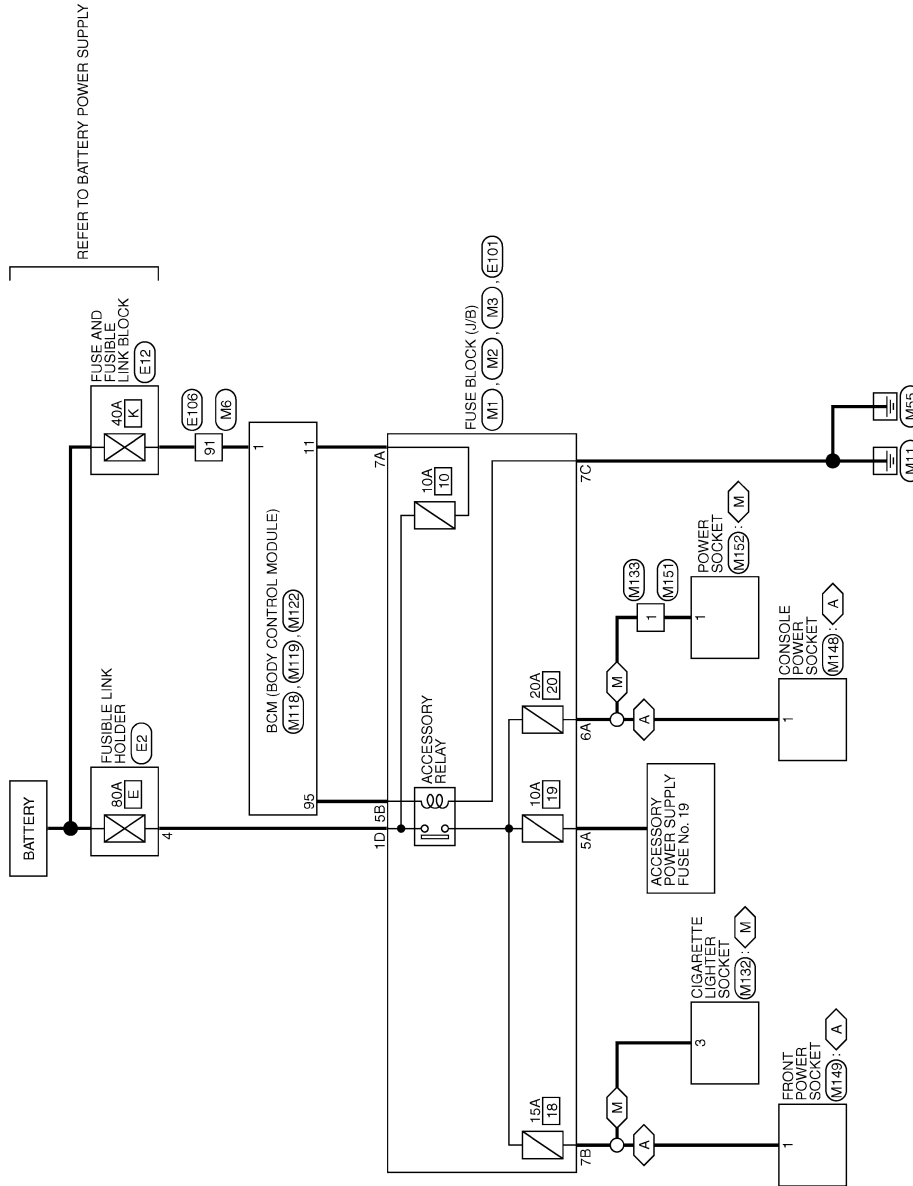 REFER TO BATTERY POWER SUPPLY
BATTERY
FUSIBLE LINK
HOLDER
E2
80A
E
4
FUSE AND
FUSIBLE
LINK BLOCK
E12
40A
K
E106
91
M6
BCM (BODY CONTROL MODULE)
M118 , M119 , M122
1
95
11
FUSE BLOCK (J/B)
M1 , M2 , M3 , E101
1D
5B
7A
ACCESSORY
RELAY
10A
10
15A
18
10A
19
20A
20
7B
5A
6A
7C
M
A
FRONT
POWER
SOCKET
M149 : A
1
CIGARETTE
LIGHTER
SOCKET
M132 : M
3
ACCESSORY
POWER SUPPLY
FUSE No. 19
M
A
CONSOLE
POWER
SOCKET
M148 : A
1
M133
1
M151
POWER
SOCKET
M152 : M
1
M11
M55